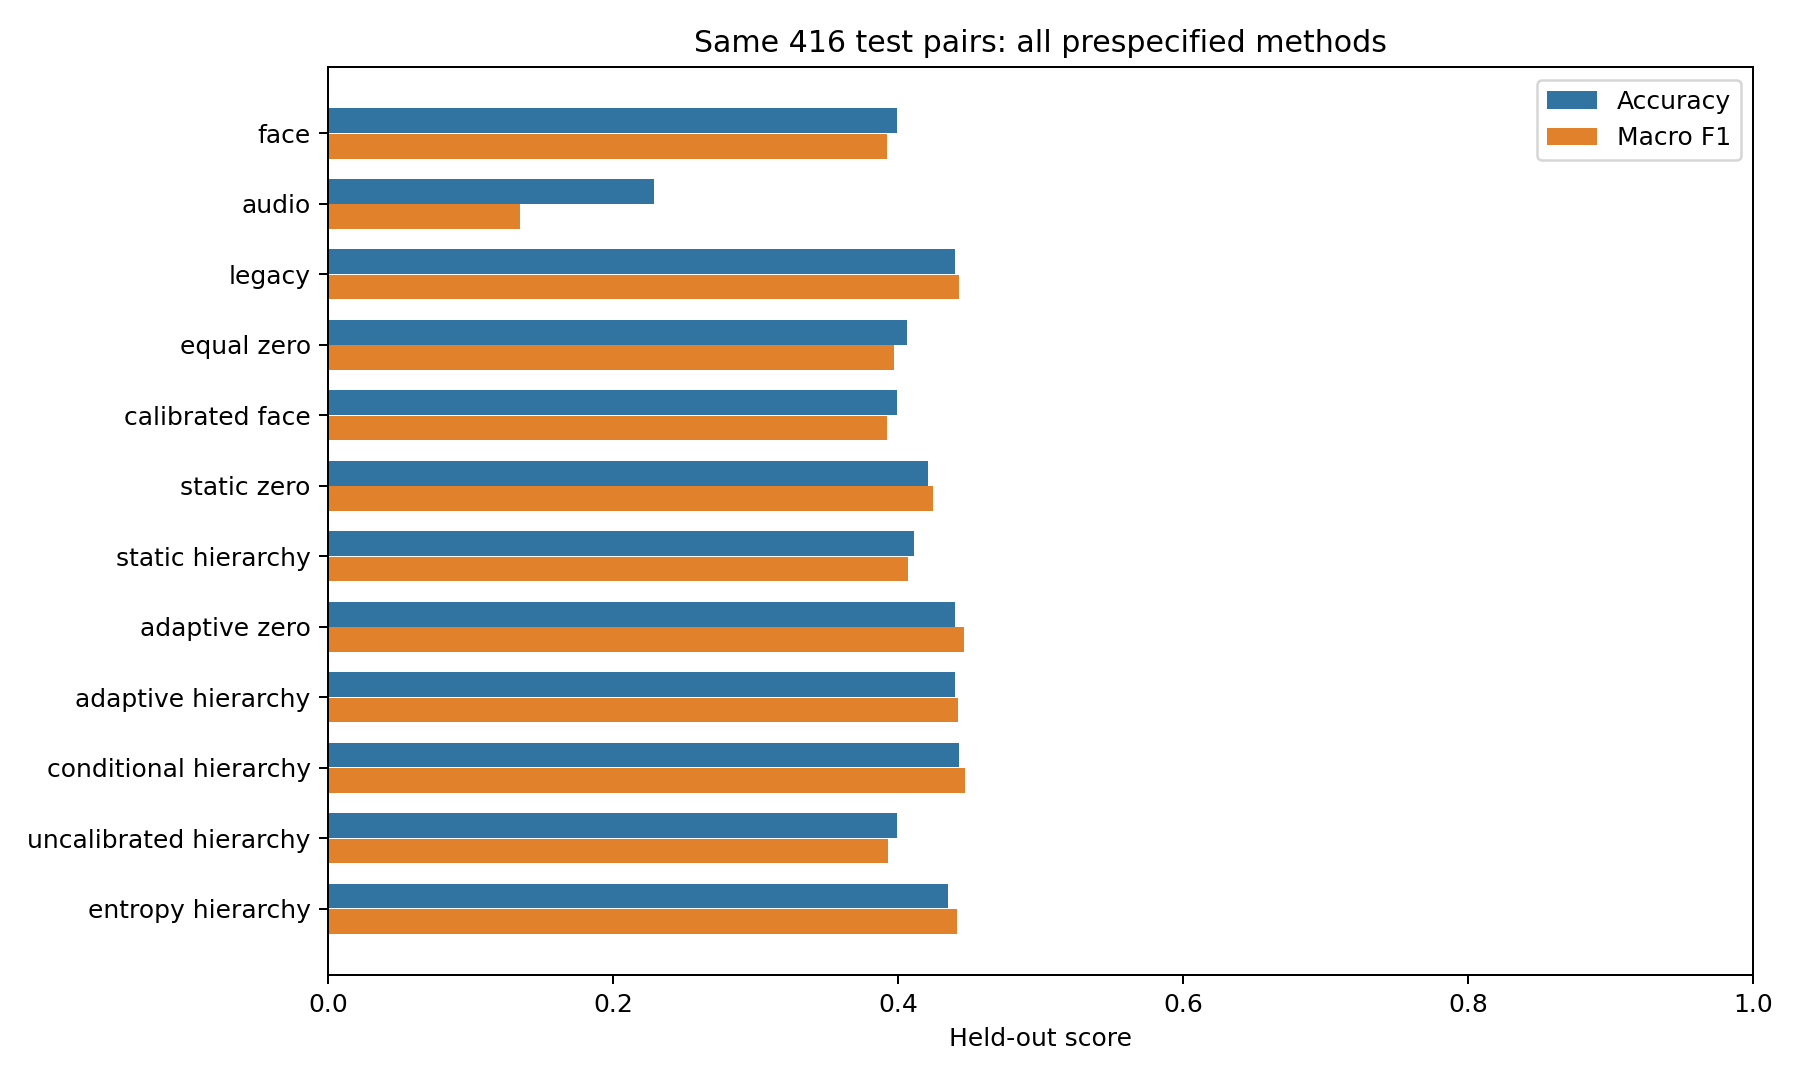 Same 416 test pairs: all prespecified methods
Accuracy
Macro F1
face
audio
legacy
equal zero
calibrated face
static zero
static hierarchy
adaptive zero
adaptive hierarchy
conditional hierarchy
uncalibrated hierarchy
entropy hierarchy
0.0 0.2 0.4 0.6 0.8 1.0
Held-out score